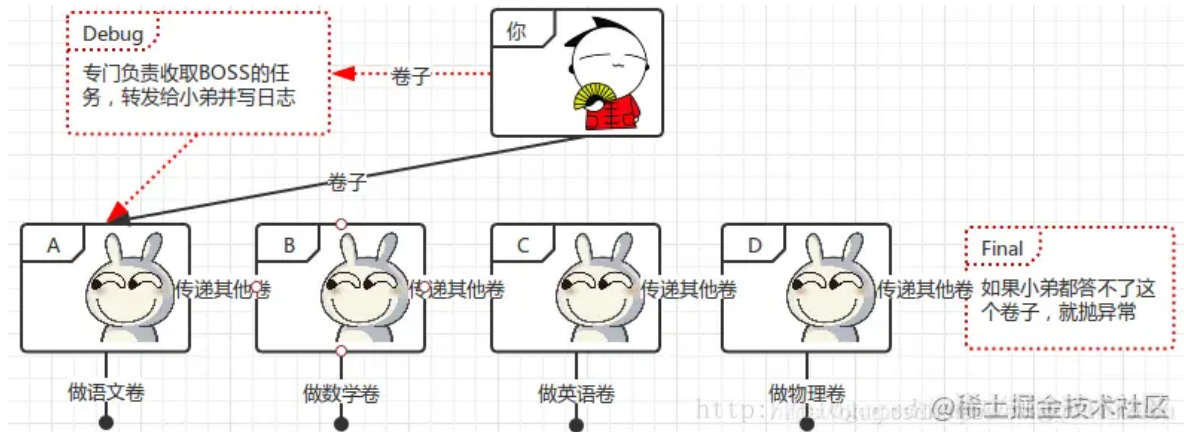 Debug
专门负责收取BOSS的任
务，转发给小弟并写日志
卷子
你
卷子
A
传递其他卷
B
传递其他卷
C
传递其他卷
D
传递其他卷
Final
如果小弟都答不了这
个卷子，就抛异常
做语文卷
做数学卷
做英语卷
做物理卷
@稀土掘金技术社区